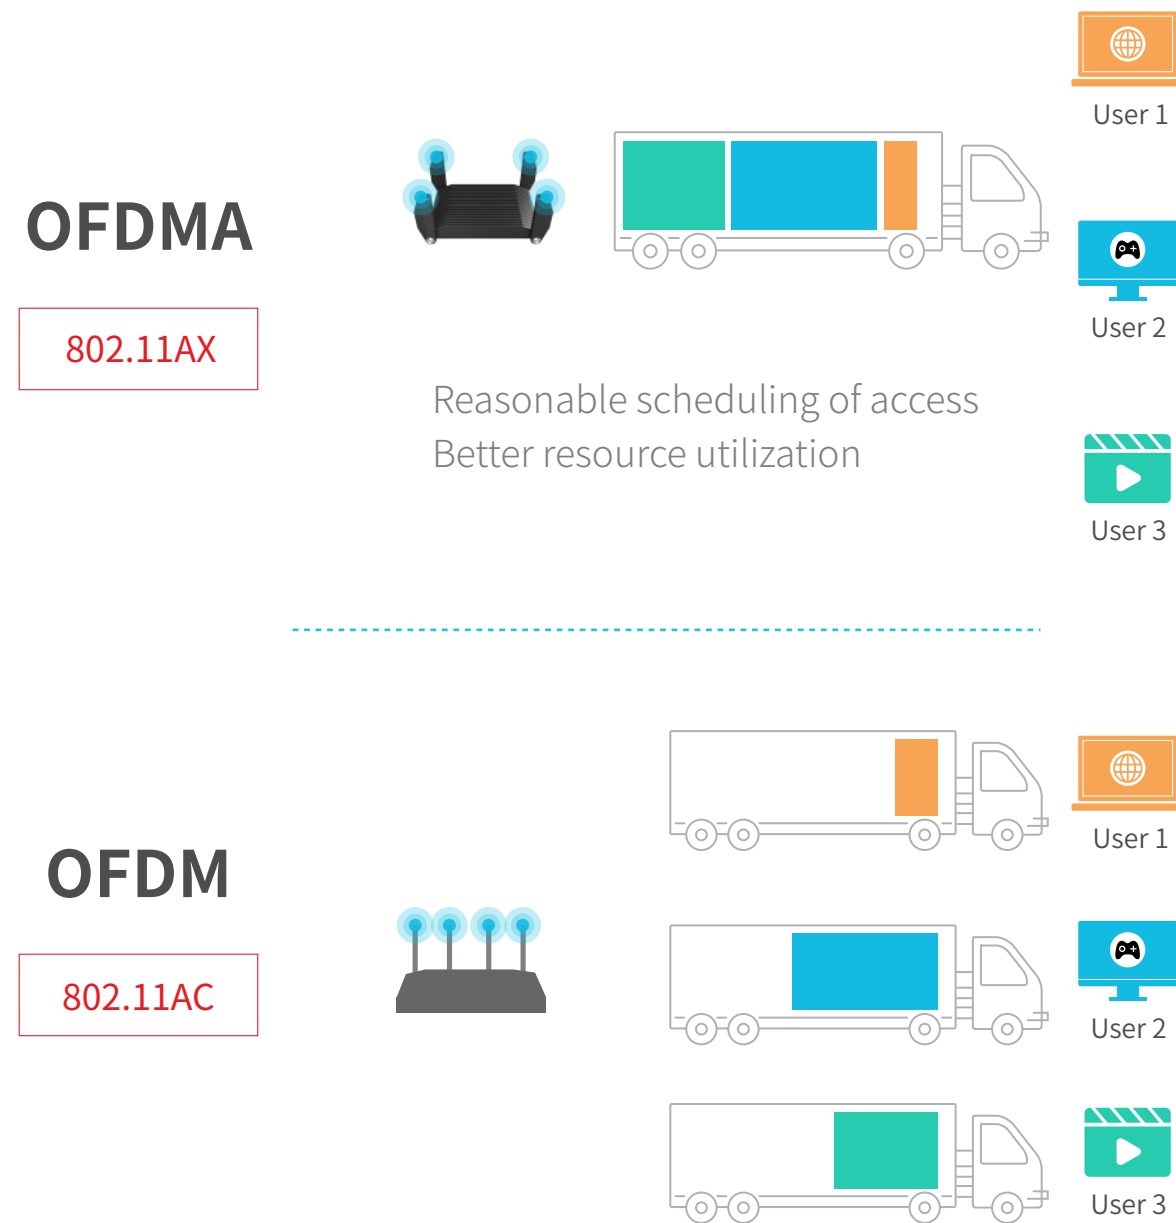 User 1
OFDMA
User 2
802.11AX
Reasonable scheduling of access
Better resource utilization
User 3
User 1
OFDM
802.11AC
User 2
User 3